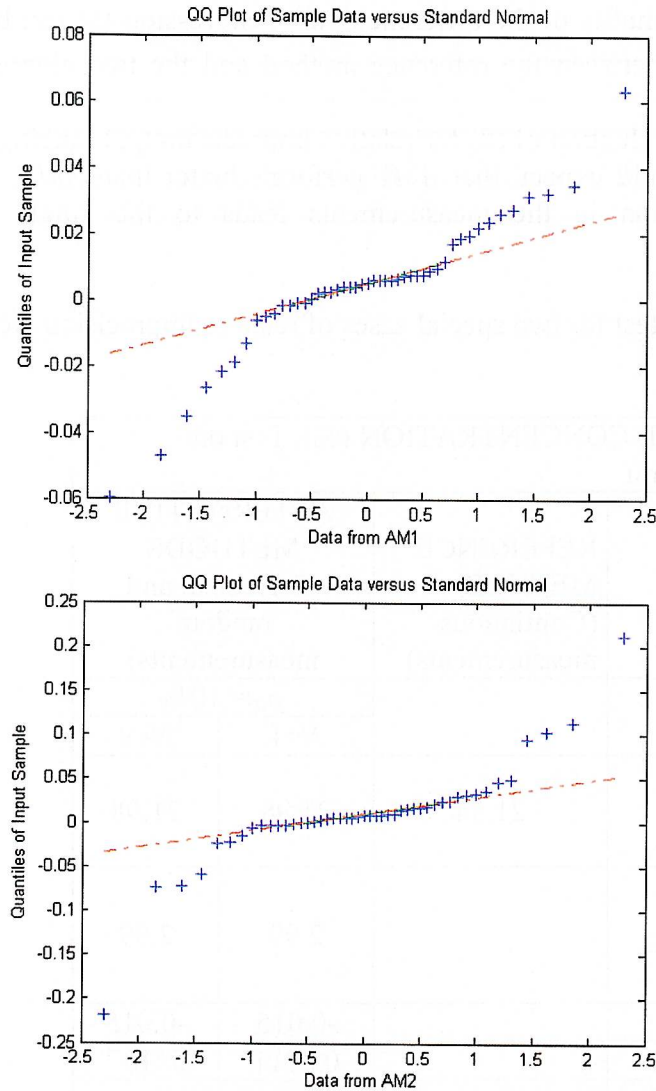 QQ Plot of Sample Data versus Standard Normal
0.08
0.06
0.04
0.02
0
-0.02
-0.04
-0.06
Quantiles of Input Sample
-2.5 -2 -1.5 -1 -0.5 0 0.5 1 1.5 2 2.5
Data from AM1
QQ Plot of Sample Data versus Standard Normal
0.25
0.2
0.15
0.1
0.05
0
-0.05
-0.1
-0.15
-0.2
-0.25
Quantiles of Input Sample
-2.5 -2 -1.5 -1 -0.5 0 0.5 1 1.5 2 2.5
Data from AM2